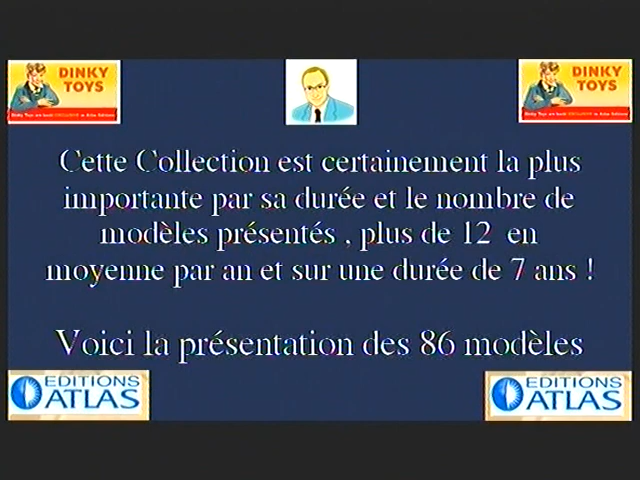 DINKY TOYS
DINKY TOYS
Cette Collection est certainement la plus
importante par sa durée et le nombre de
modèles présentés , plus de 12 en
moyenne par an et sur une durée de 7 ans !
Voici la présentation des 86 modèles
EDITIONS ATLAS
EDITIONS ATLAS